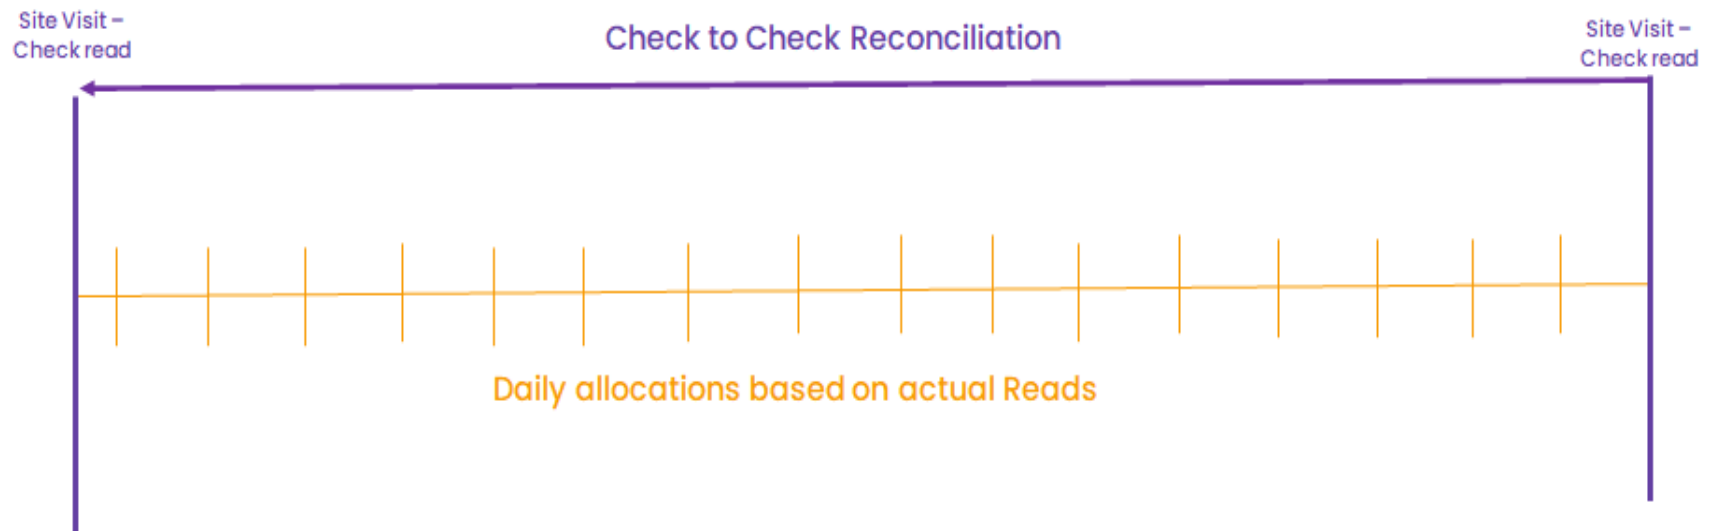 Site Visit –
Check read
Check to Check Reconciliation
Site Visit –
Check read
Daily allocations based on actual Reads